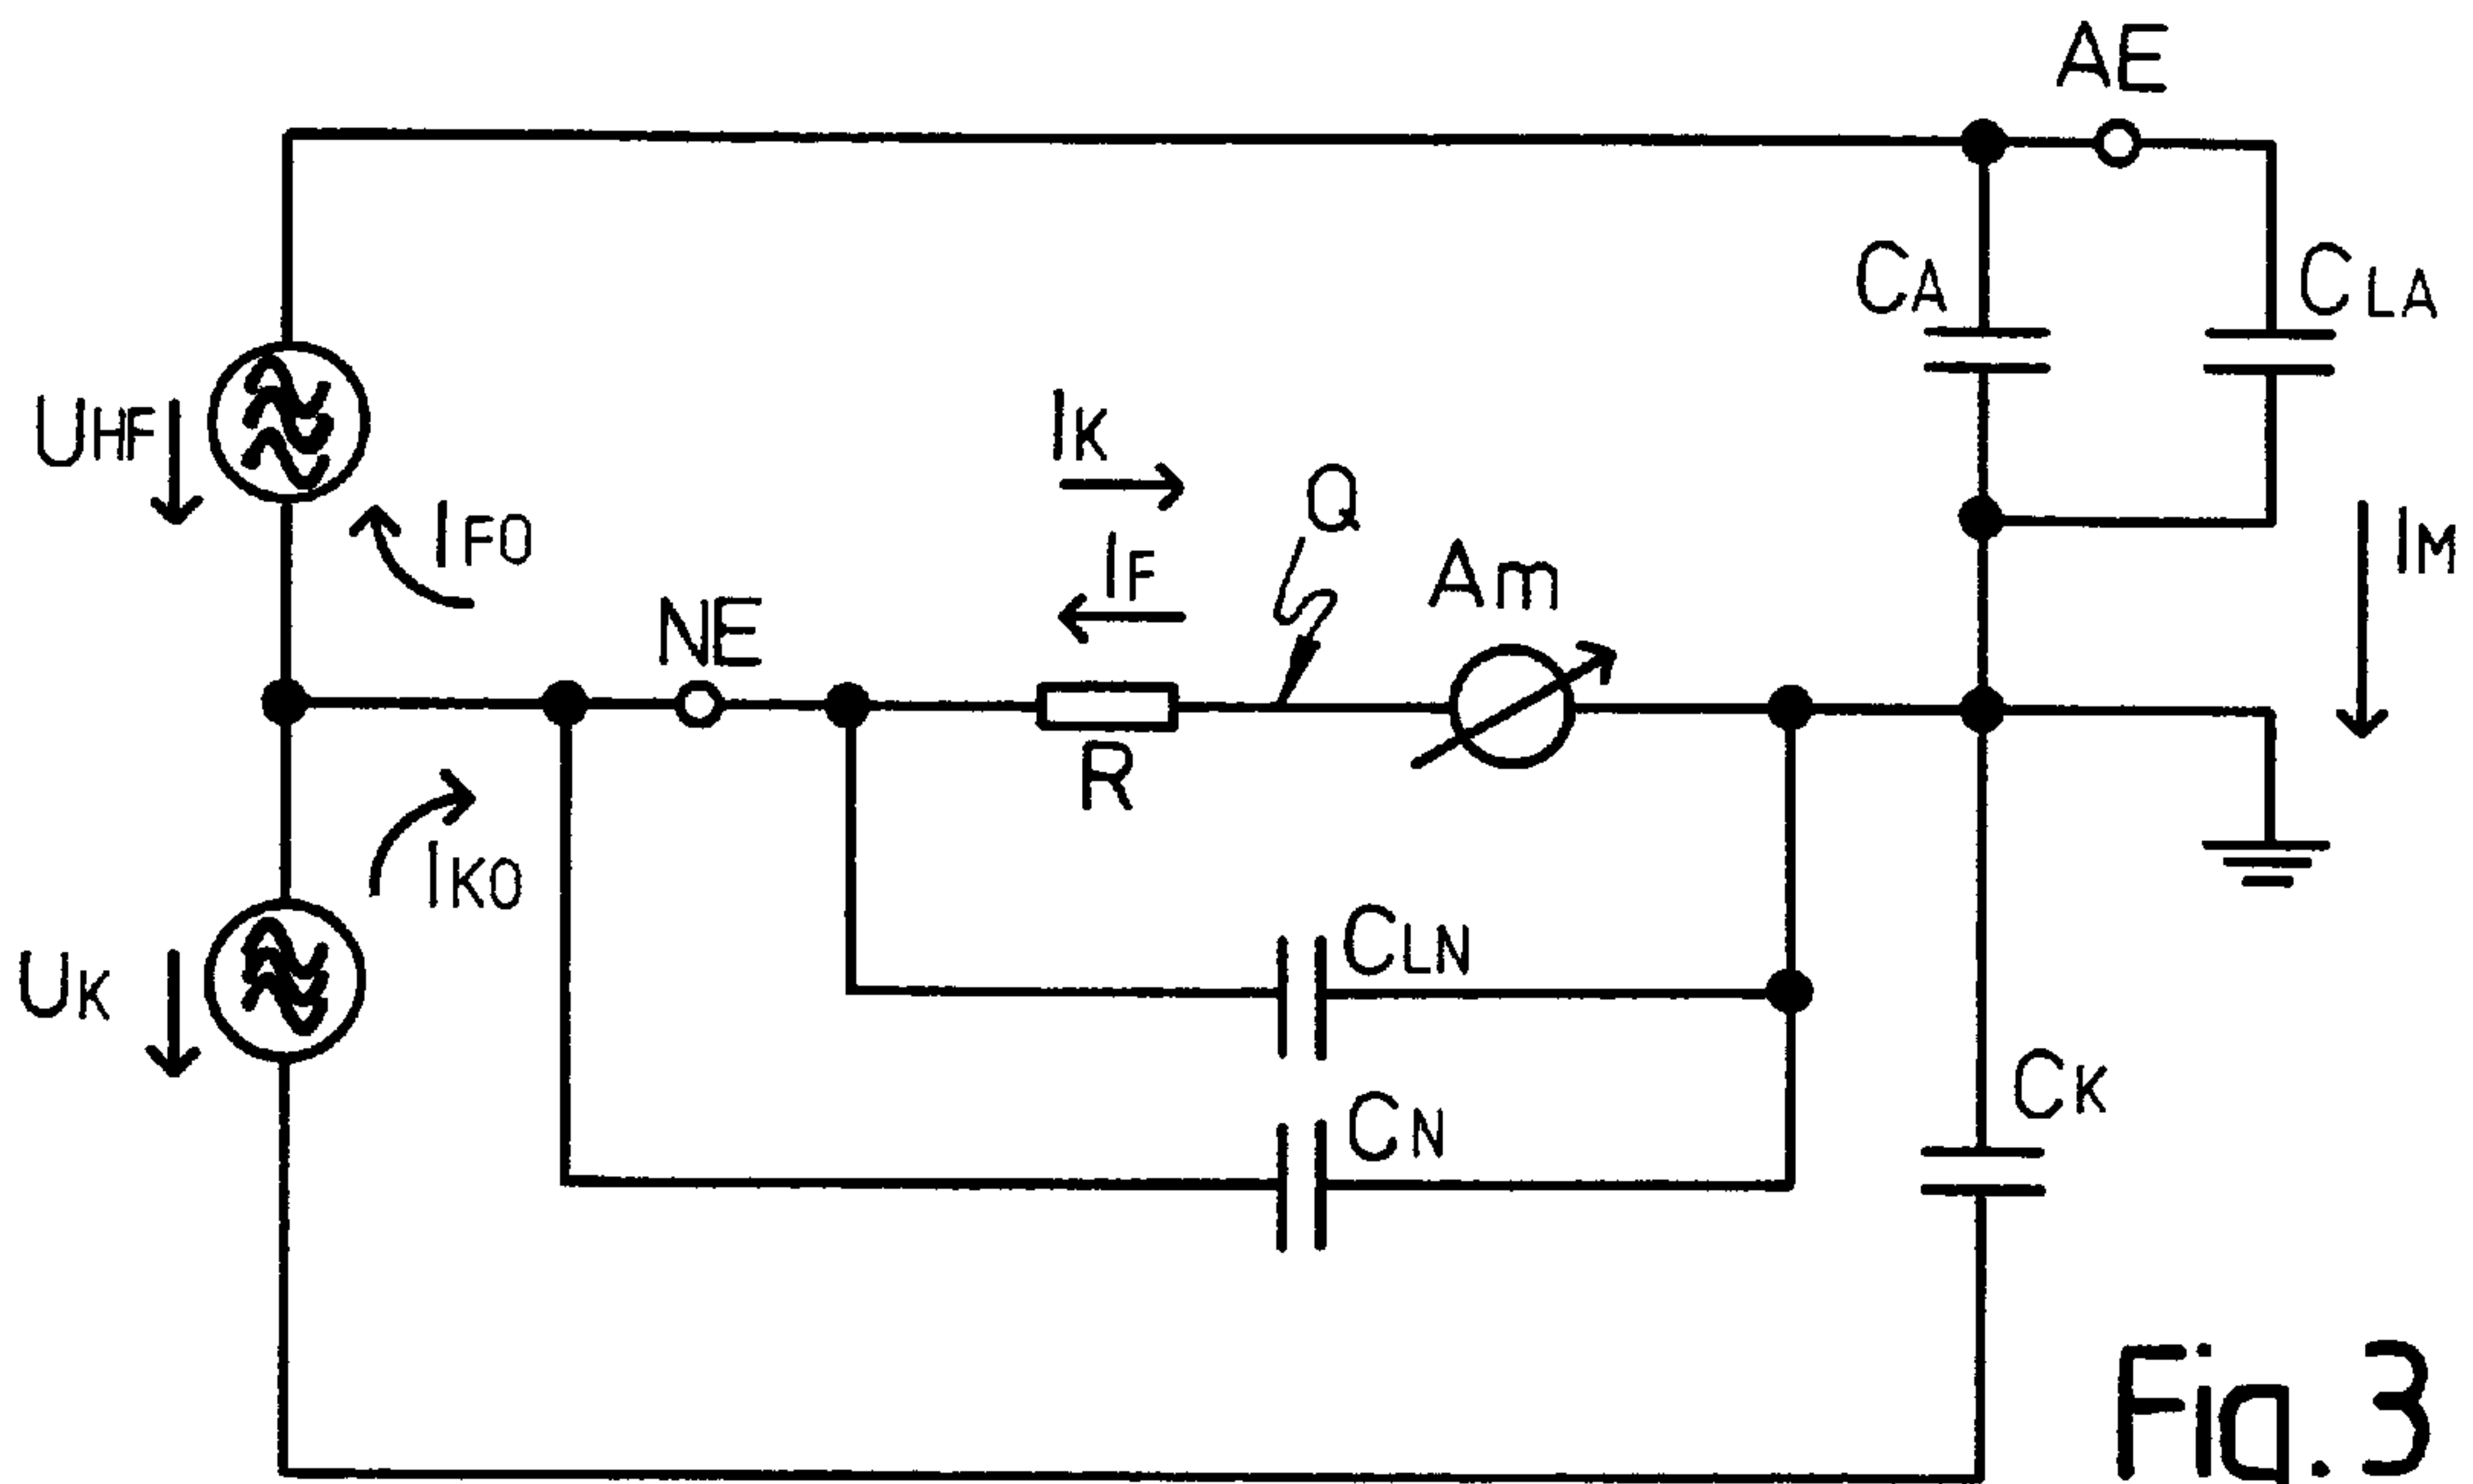 AE
CA
CLA
UHF
IK
Q
IFO
IF
Am
IM
NE
R
IKO
CLN
UK
CK
CN
Fig.3